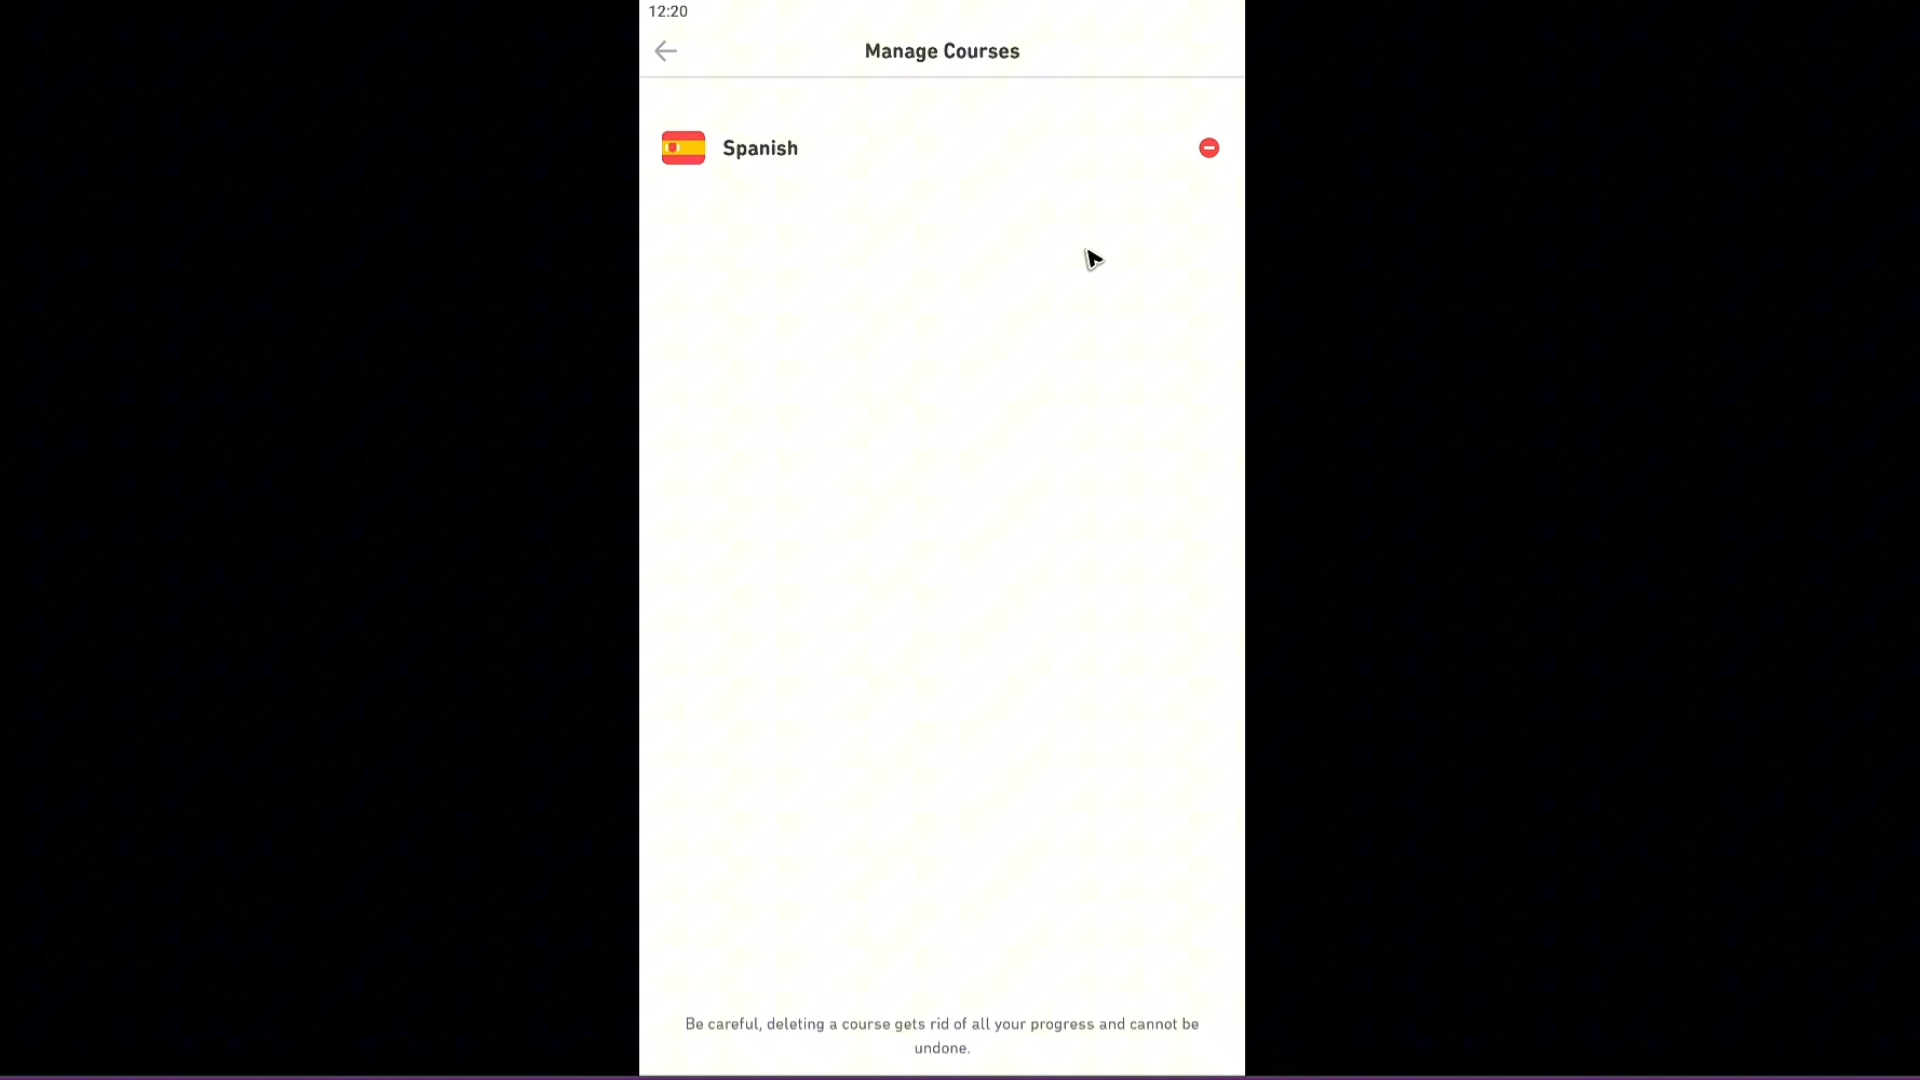 12:20
Manage Courses
Spanish
Be careful, deleting a course gets rid of all your progress and cannot be
undone.